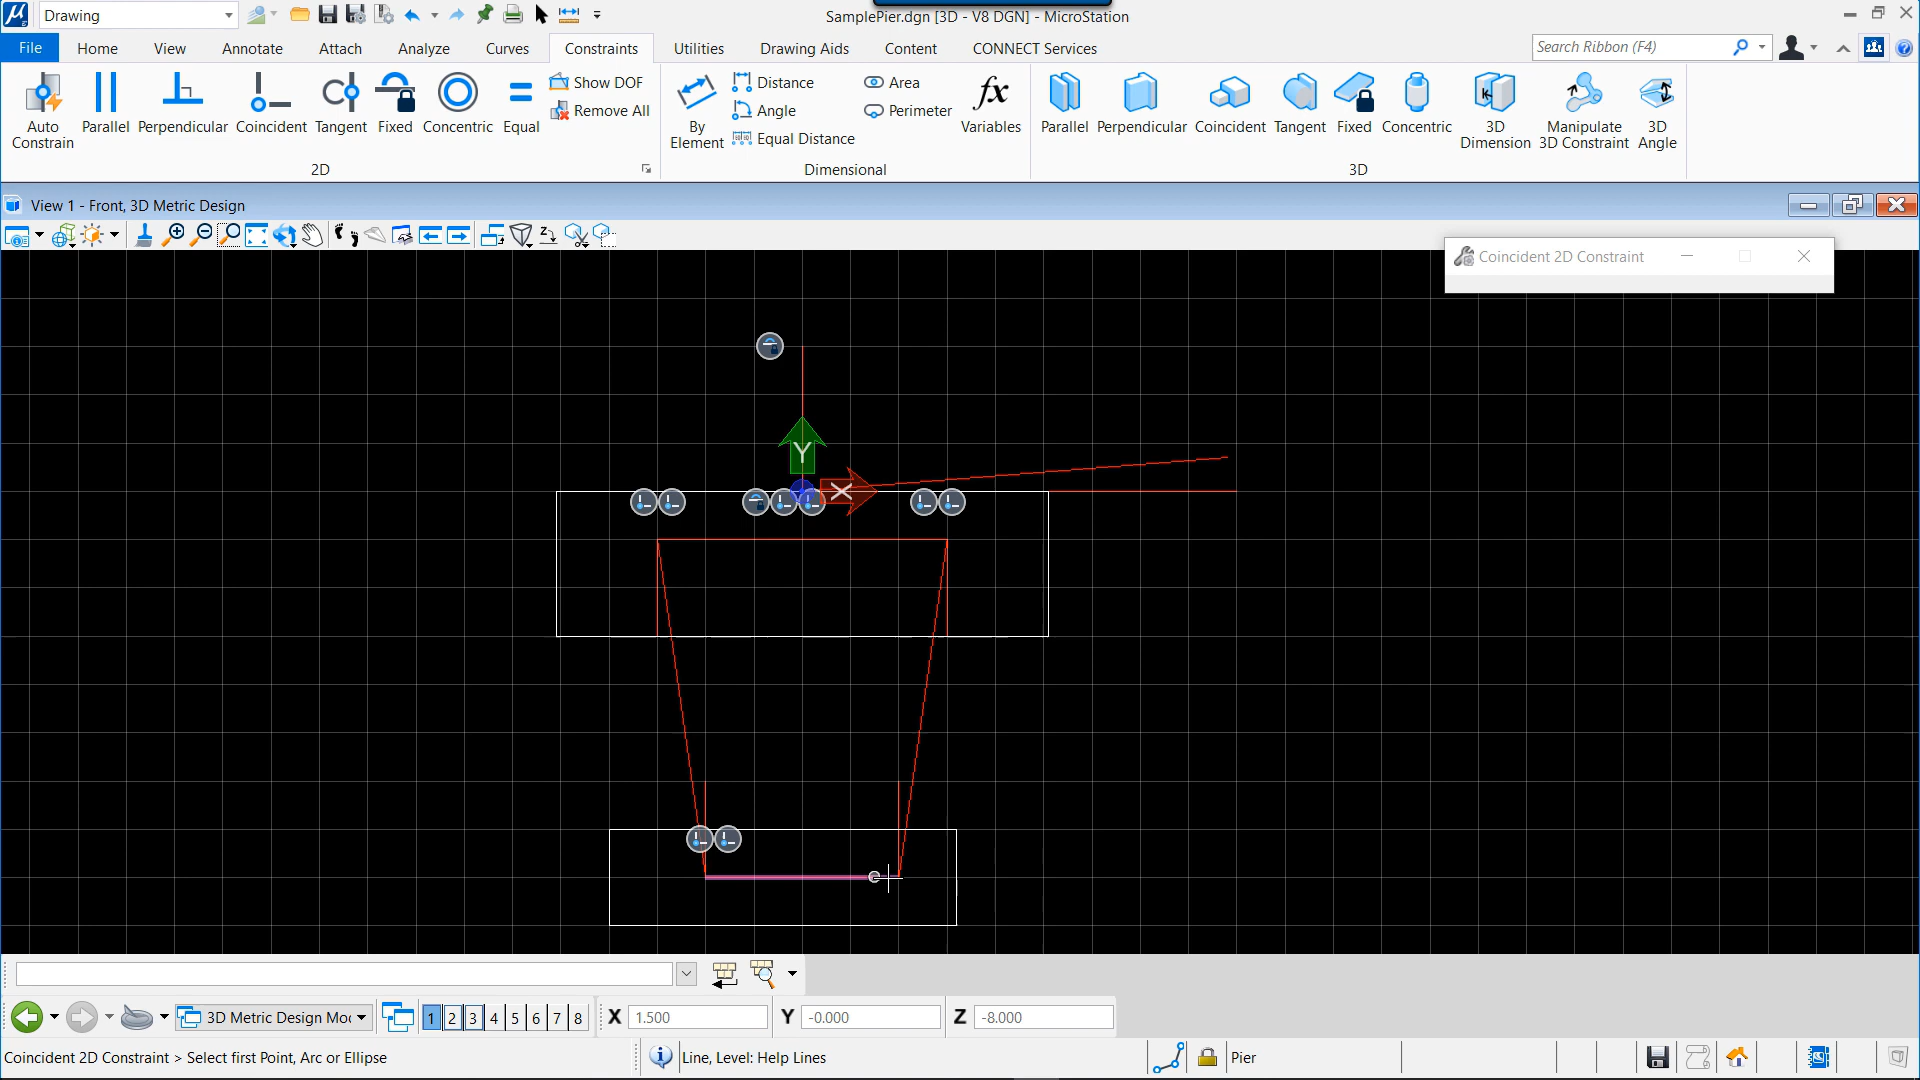 Drawing
SamplePier.dgn [3D - V8 DGN] - MicroStation
File
Home
View
Annotate
Attach
Analyze
Curves
Constraints
Utilities
Drawing Aids
Content
CONNECT Services
Search Ribbon (F4)
Auto Constrain
Parallel
Perpendicular
Coincident
Tangent
Fixed
Concentric
Equal
Show DOF
Remove All
2D
By Element
Distance
Angle
Equal Distance
Area
Perimeter
fx
Variables
Dimensional
Parallel
Perpendicular
Coincident
Tangent
Fixed
Concentric
3D Dimension
Manipulate 3D Constraint
3D Angle
3D
View 1 - Front, 3D Metric Design
Coincident 2D Constraint
Y
X
3D Metric Design Mo
1 2 3 4 5 6 7 8
X 1.500
Y -0.000
Z -8.000
Coincident 2D Constraint > Select first Point, Arc or Ellipse
Line, Level: Help Lines
Pier